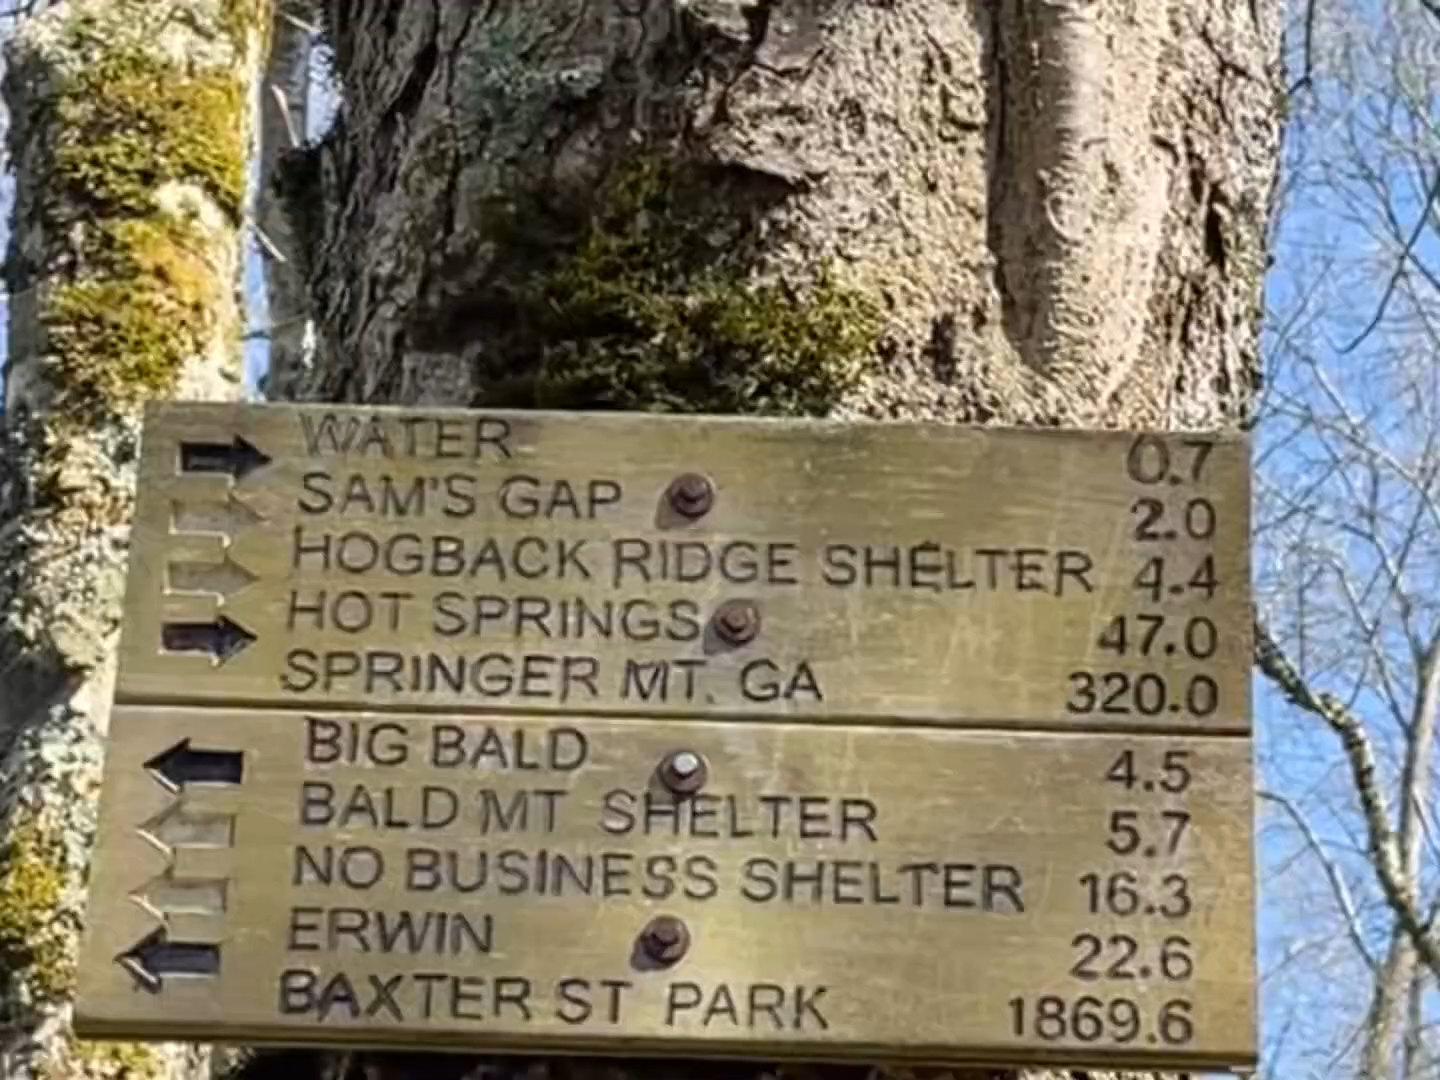 WATER 0.7
SAM'S GAP 2.0
HOGBACK RIDGE SHELTER 4.4
HOT SPRINGS 47.0
SPRINGER MT. GA 320.0
BIG BALD 4.5
BALD MT SHELTER 5.7
NO BUSINESS SHELTER 16.3
ERWIN 22.6
BAXTER ST PARK 1869.6